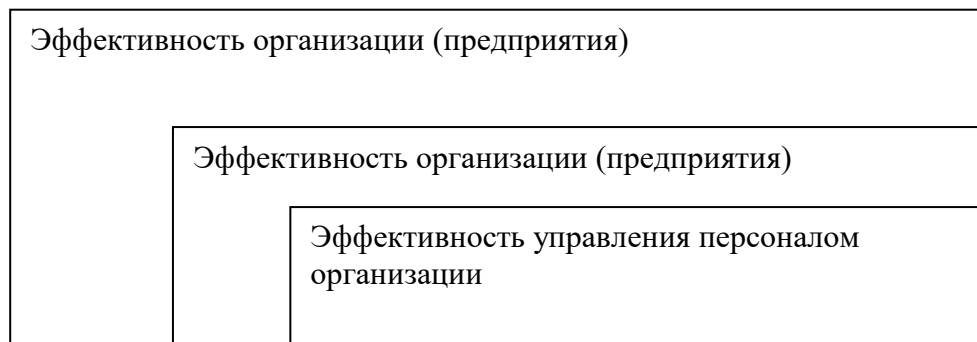 Эффективность организации (предприятия)
Эффективность организации (предприятия)
Эффективность управления персоналом
организации